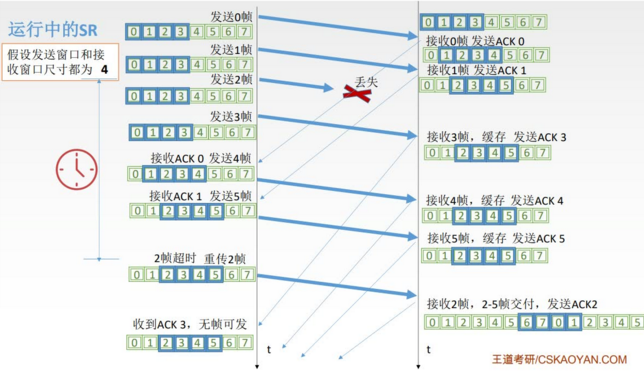 运行中的SR
假设发送窗口和接
收窗口尺寸都为 4
发送0帧
0 1 2 3 4 5 6 7
发送1帧
0 1 2 3 4 5 6 7
发送2帧
0 1 2 3 4 5 6 7
丢失
发送3帧
0 1 2 3 4 5 6 7
接收ACK 0 发送4帧
0 1 2 3 4 5 6 7
接收ACK 1 发送5帧
0 1 2 3 4 5 6 7
2帧超时 重传2帧
0 1 2 3 4 5 6 7
收到ACK 3，无帧可发
0 1 2 3 4 5 6 7
t
0 1 2 3 4 5 6 7
接收0帧 发送ACK 0
0 1 2 3 4 5 6 7
接收1帧 发送ACK 1
0 1 2 3 4 5 6 7
接收3帧，缓存 发送ACK 3
0 1 2 3 4 5 6 7
接收4帧，缓存 发送ACK 4
0 1 2 3 4 5 6 7
接收5帧，缓存 发送ACK 5
0 1 2 3 4 5 6 7
接收2帧，2-5帧交付，发送ACK2
0 1 2 3 4 5 6 7 0 1 2 3 4 5
t
王道考研/CSKAOYAN.COM